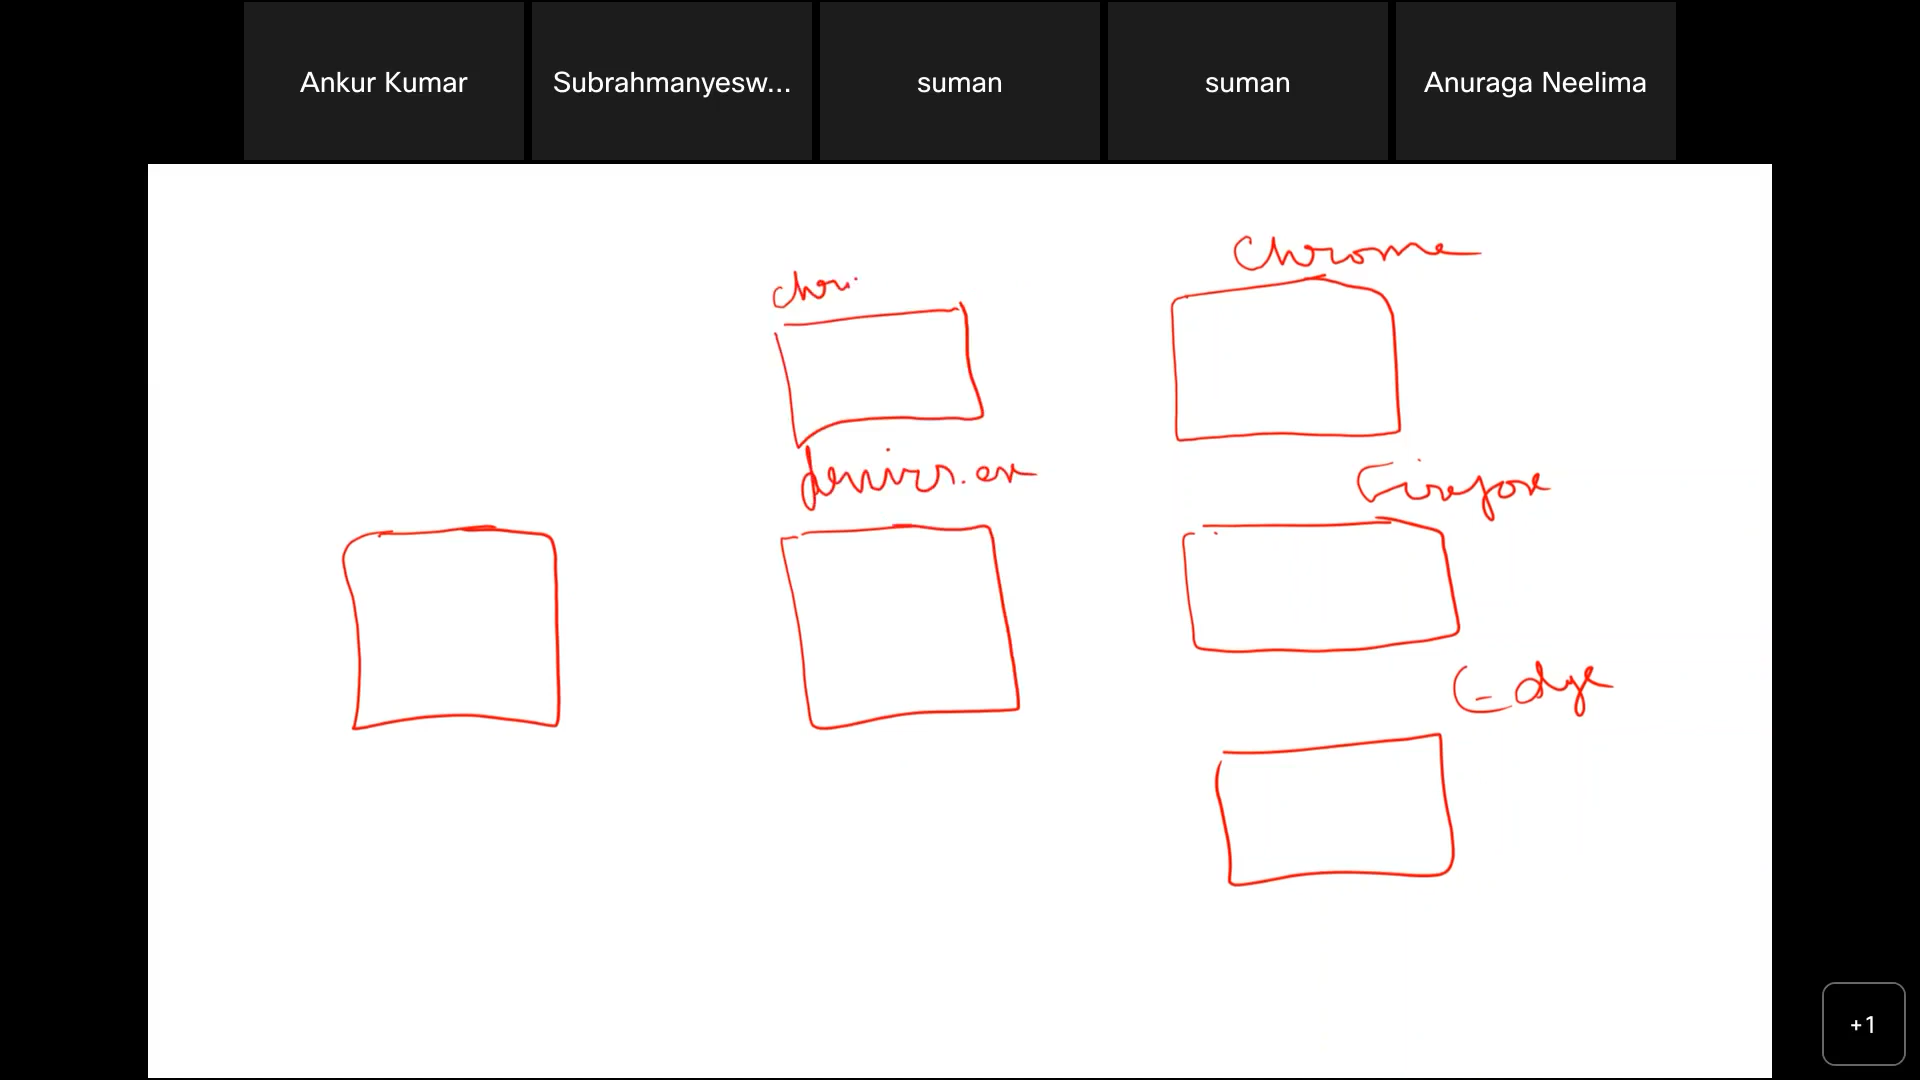 Ankur Kumar
Subrahmanyesw...
suman
suman
Anuraga Neelima
Chrome
Firefox
Edge
+1